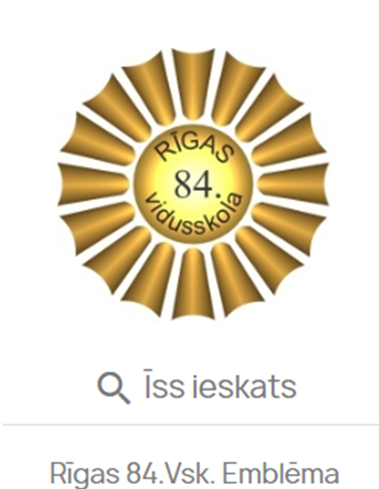 RĪGAS
84.
vidusskola
Īss ieskats
Rīgas 84.Vsk. Emblēma